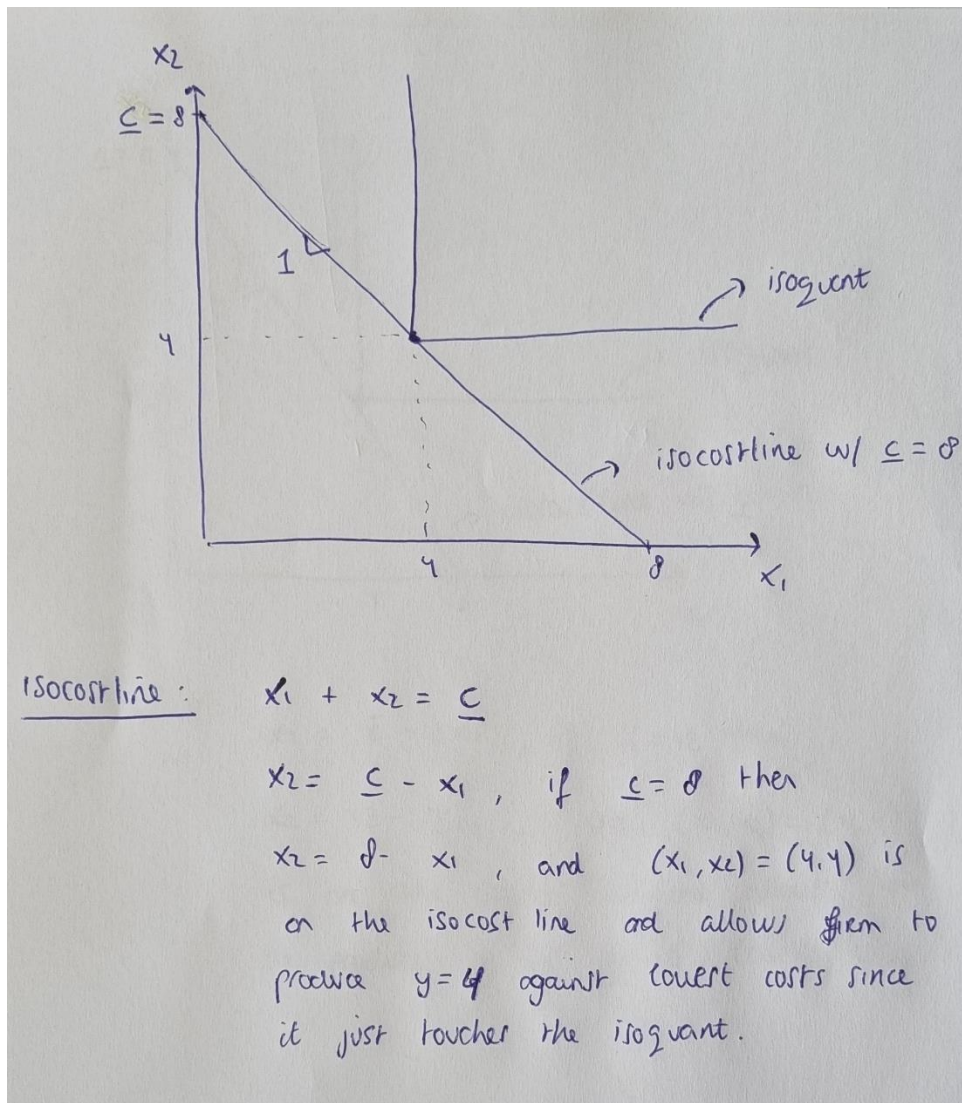 x2
c = 8
1
isoquant
4
isocostline w/ c = 8
4
8
x1
isocostline :
x1 + x2 = c
x2 = c - x1 , if c = 8 then
x2 = 8- x1 , and (x1, x2) = (4,4) is
on the isocost line and allows firm to
produce y = 4 against lowest costs since
it just touches the isoquant.